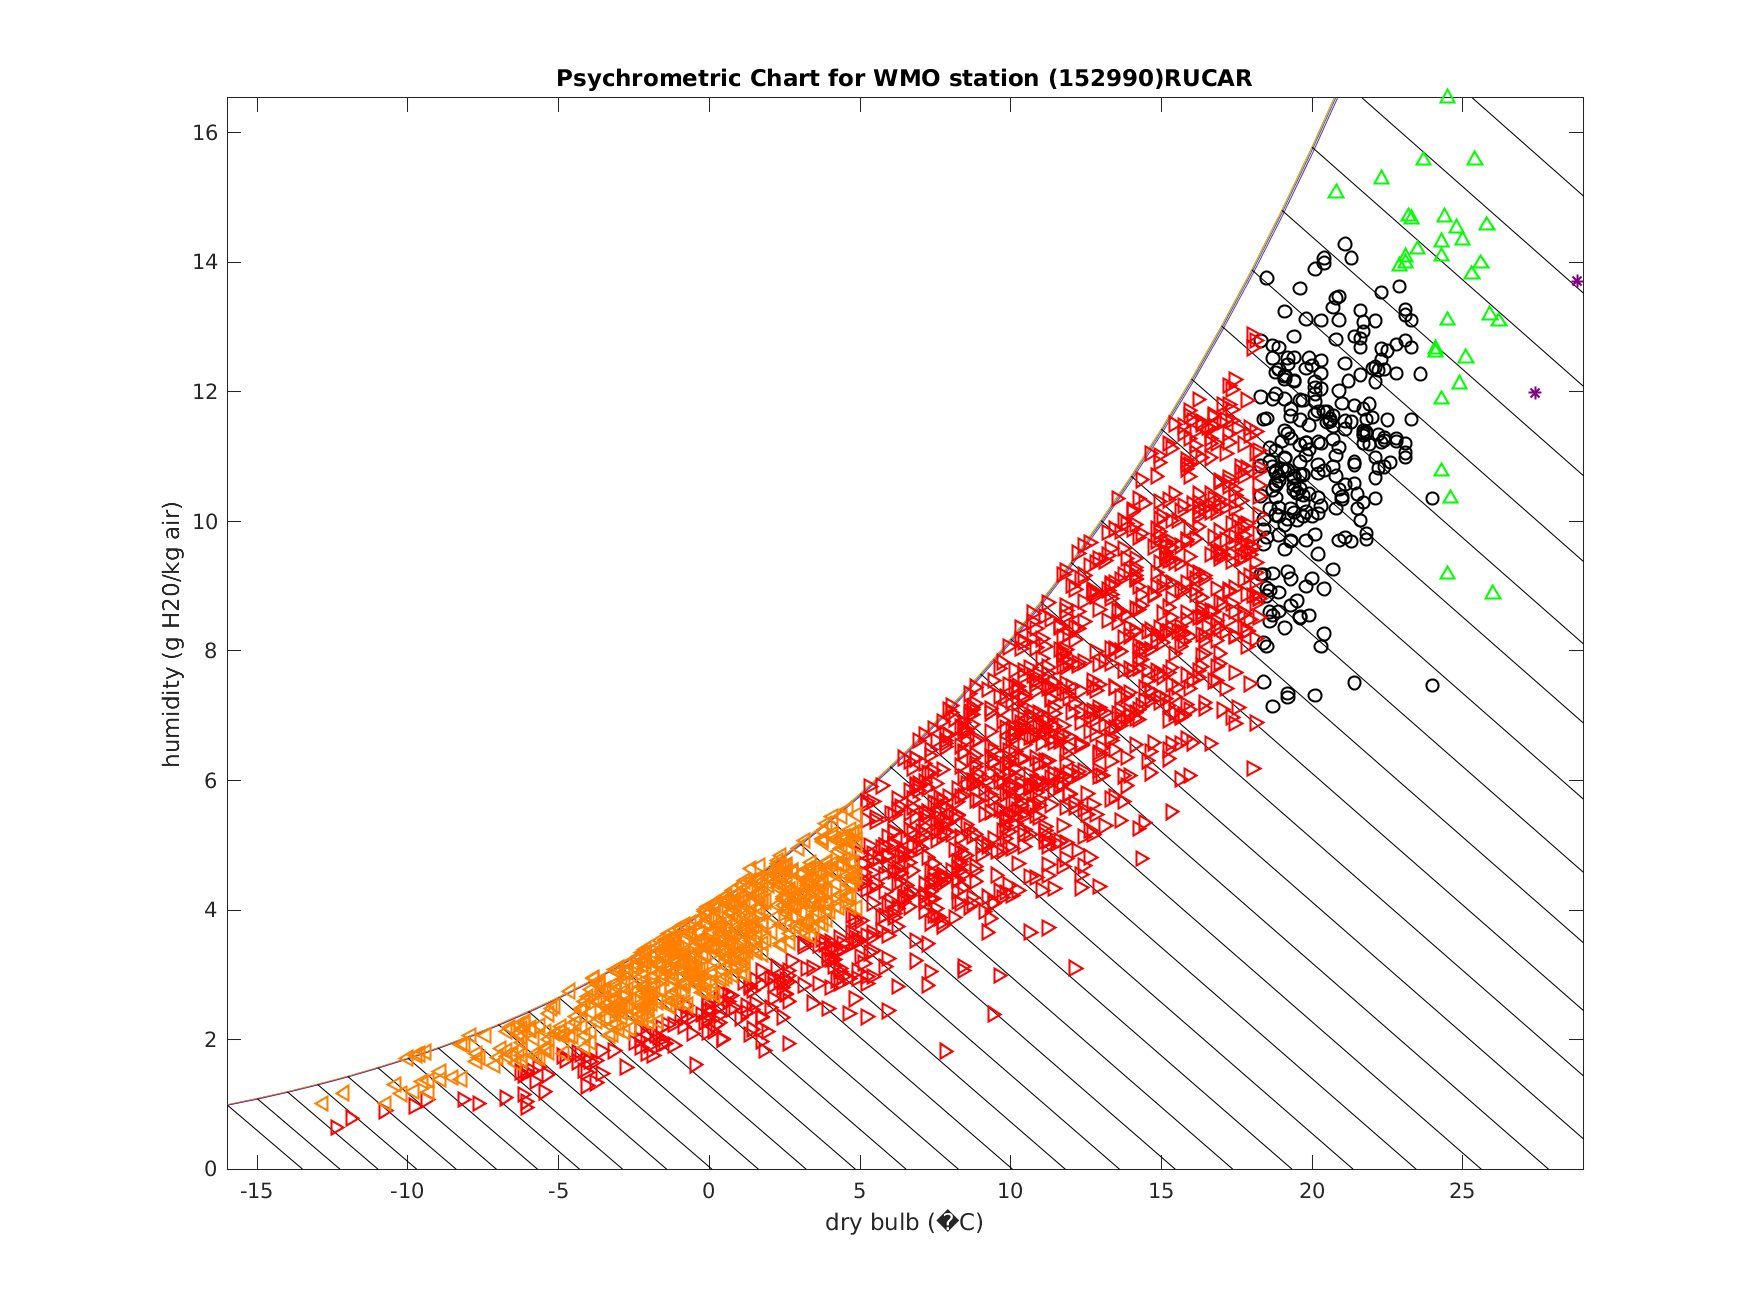 Psychrometric Chart for WMO station (152990)RUCAR
humidity (g H20/kg air)
16
14
12
10
8
6
4
2
0
-15 -10 -5 0 5 10 15 20 25
dry bulb (�C)